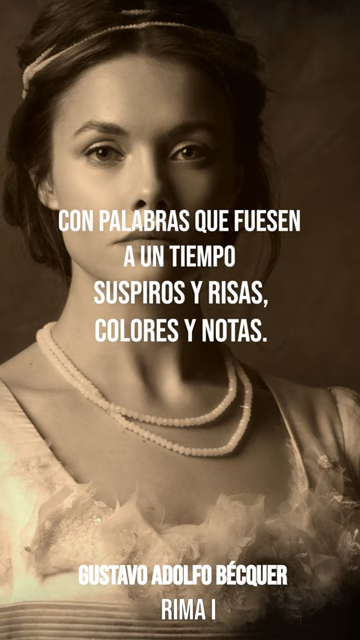 CON PALABRAS QUE FUESEN
A UN TIEMPO
SUSPIROS Y RISAS,
COLORES Y NOTAS.
GUSTAVO ADOLFO BÉCQUER
RIMA I